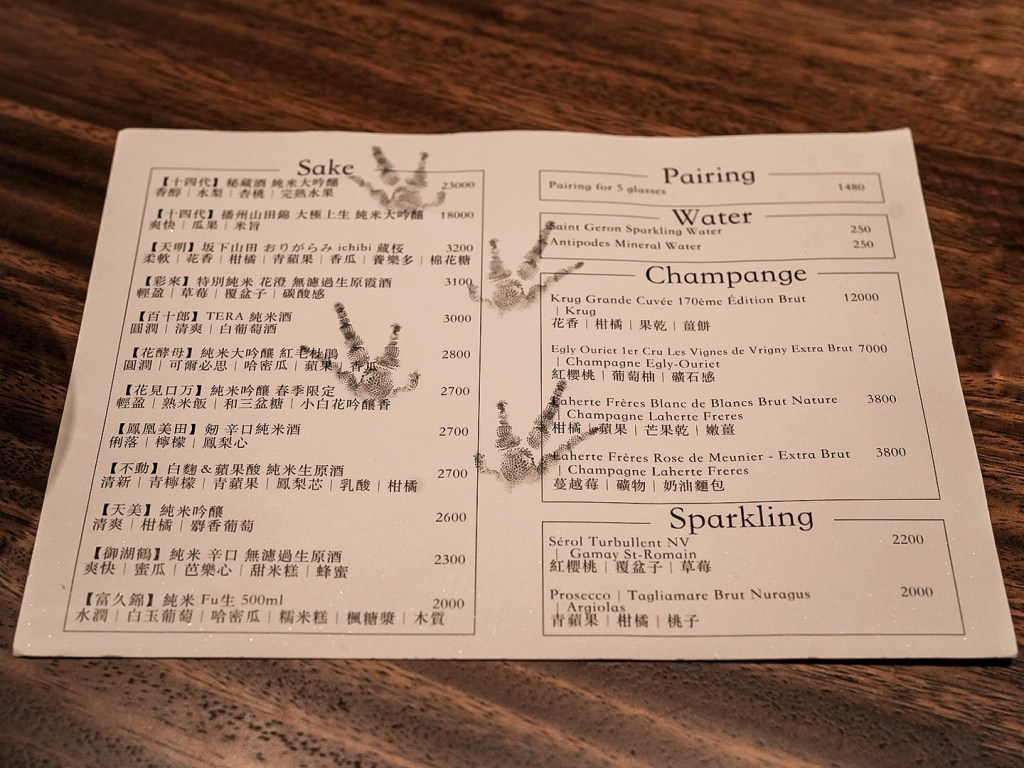 Sake
【十四代】秘藏酒 純米大吟釀 23000
香醇 | 水梨 | 杏桃 | 完熟水果
【十四代】播州山田錦 大極上生 純米大吟釀 18000
爽快 | 瓜果 | 米旨
【天明】坂下山田 おりがらみ ichibi 蔵桜 3200
柔軟 | 花香 | 柑橘 | 青蘋果 | 香瓜 | 養樂多 | 棉花糖
【彩來】特別純米 花澄 無濾過生原霞酒 3100
輕盈 | 草莓 | 覆盆子 | 碳酸感
【百十郎】TERA 純米酒 3000
圓潤 | 清爽 | 白葡萄酒
【花酵母】純米大吟釀 紅毛杜鵑 2800
圓潤 | 可爾必思 | 哈密瓜 | 蘋果 | 香瓜
【花見口万】純米吟釀 春季限定 2700
輕盈 | 熟米飯 | 和三盆糖 | 小白花吟釀香
【鳳凰美田】剱 辛口純米酒 2700
俐落 | 檸檬 | 鳳梨心
【不動】白麴＆蘋果酸 純米生原酒 2700
清新 | 青檸檬 | 青蘋果 | 鳳梨芯 | 乳酸 | 柑橘
【天美】純米吟釀 2600
清爽 | 柑橘 | 麝香葡萄
【御湖鶴】純米 辛口 無濾過生原酒 2300
爽快 | 蜜瓜 | 芭樂心 | 甜米糕 | 蜂蜜
【富久錦】純米 Fu生 500ml 2000
水潤 | 白玉葡萄 | 哈密瓜 | 糯米糕 | 楓糖漿 | 木質
Pairing
Pairing for 5 glasses 1480
Water
Saint Geron Sparkling Water 250
Antipodes Mineral Water 250
Champange
Krug Grande Cuvée 170ème Édition Brut 12000
| Krug
花香 | 柑橘 | 果乾 | 薑餅
Egly Ouriet 1er Cru Les Vignes de Vrigny Extra Brut 7000
| Champagne Egly-Ouriet
紅櫻桃 | 葡萄柚 | 礦石感
Laherte Frères Blanc de Blancs Brut Nature 3800
| Champagne Laherte Freres
柑橘 | 蘋果 | 芒果乾 | 嫩薑
Laherte Frères Rose de Meunier - Extra Brut 3800
| Champagne Laherte Freres
蔓越莓 | 礦物 | 奶油麵包
Sparkling
Sérol Turbullent NV 2200
| Gamay St-Romain
紅櫻桃 | 覆盆子 | 草莓
Prosecco | Tagliamare Brut Nuragus 2000
| Argiolas
青蘋果 | 柑橘 | 桃子